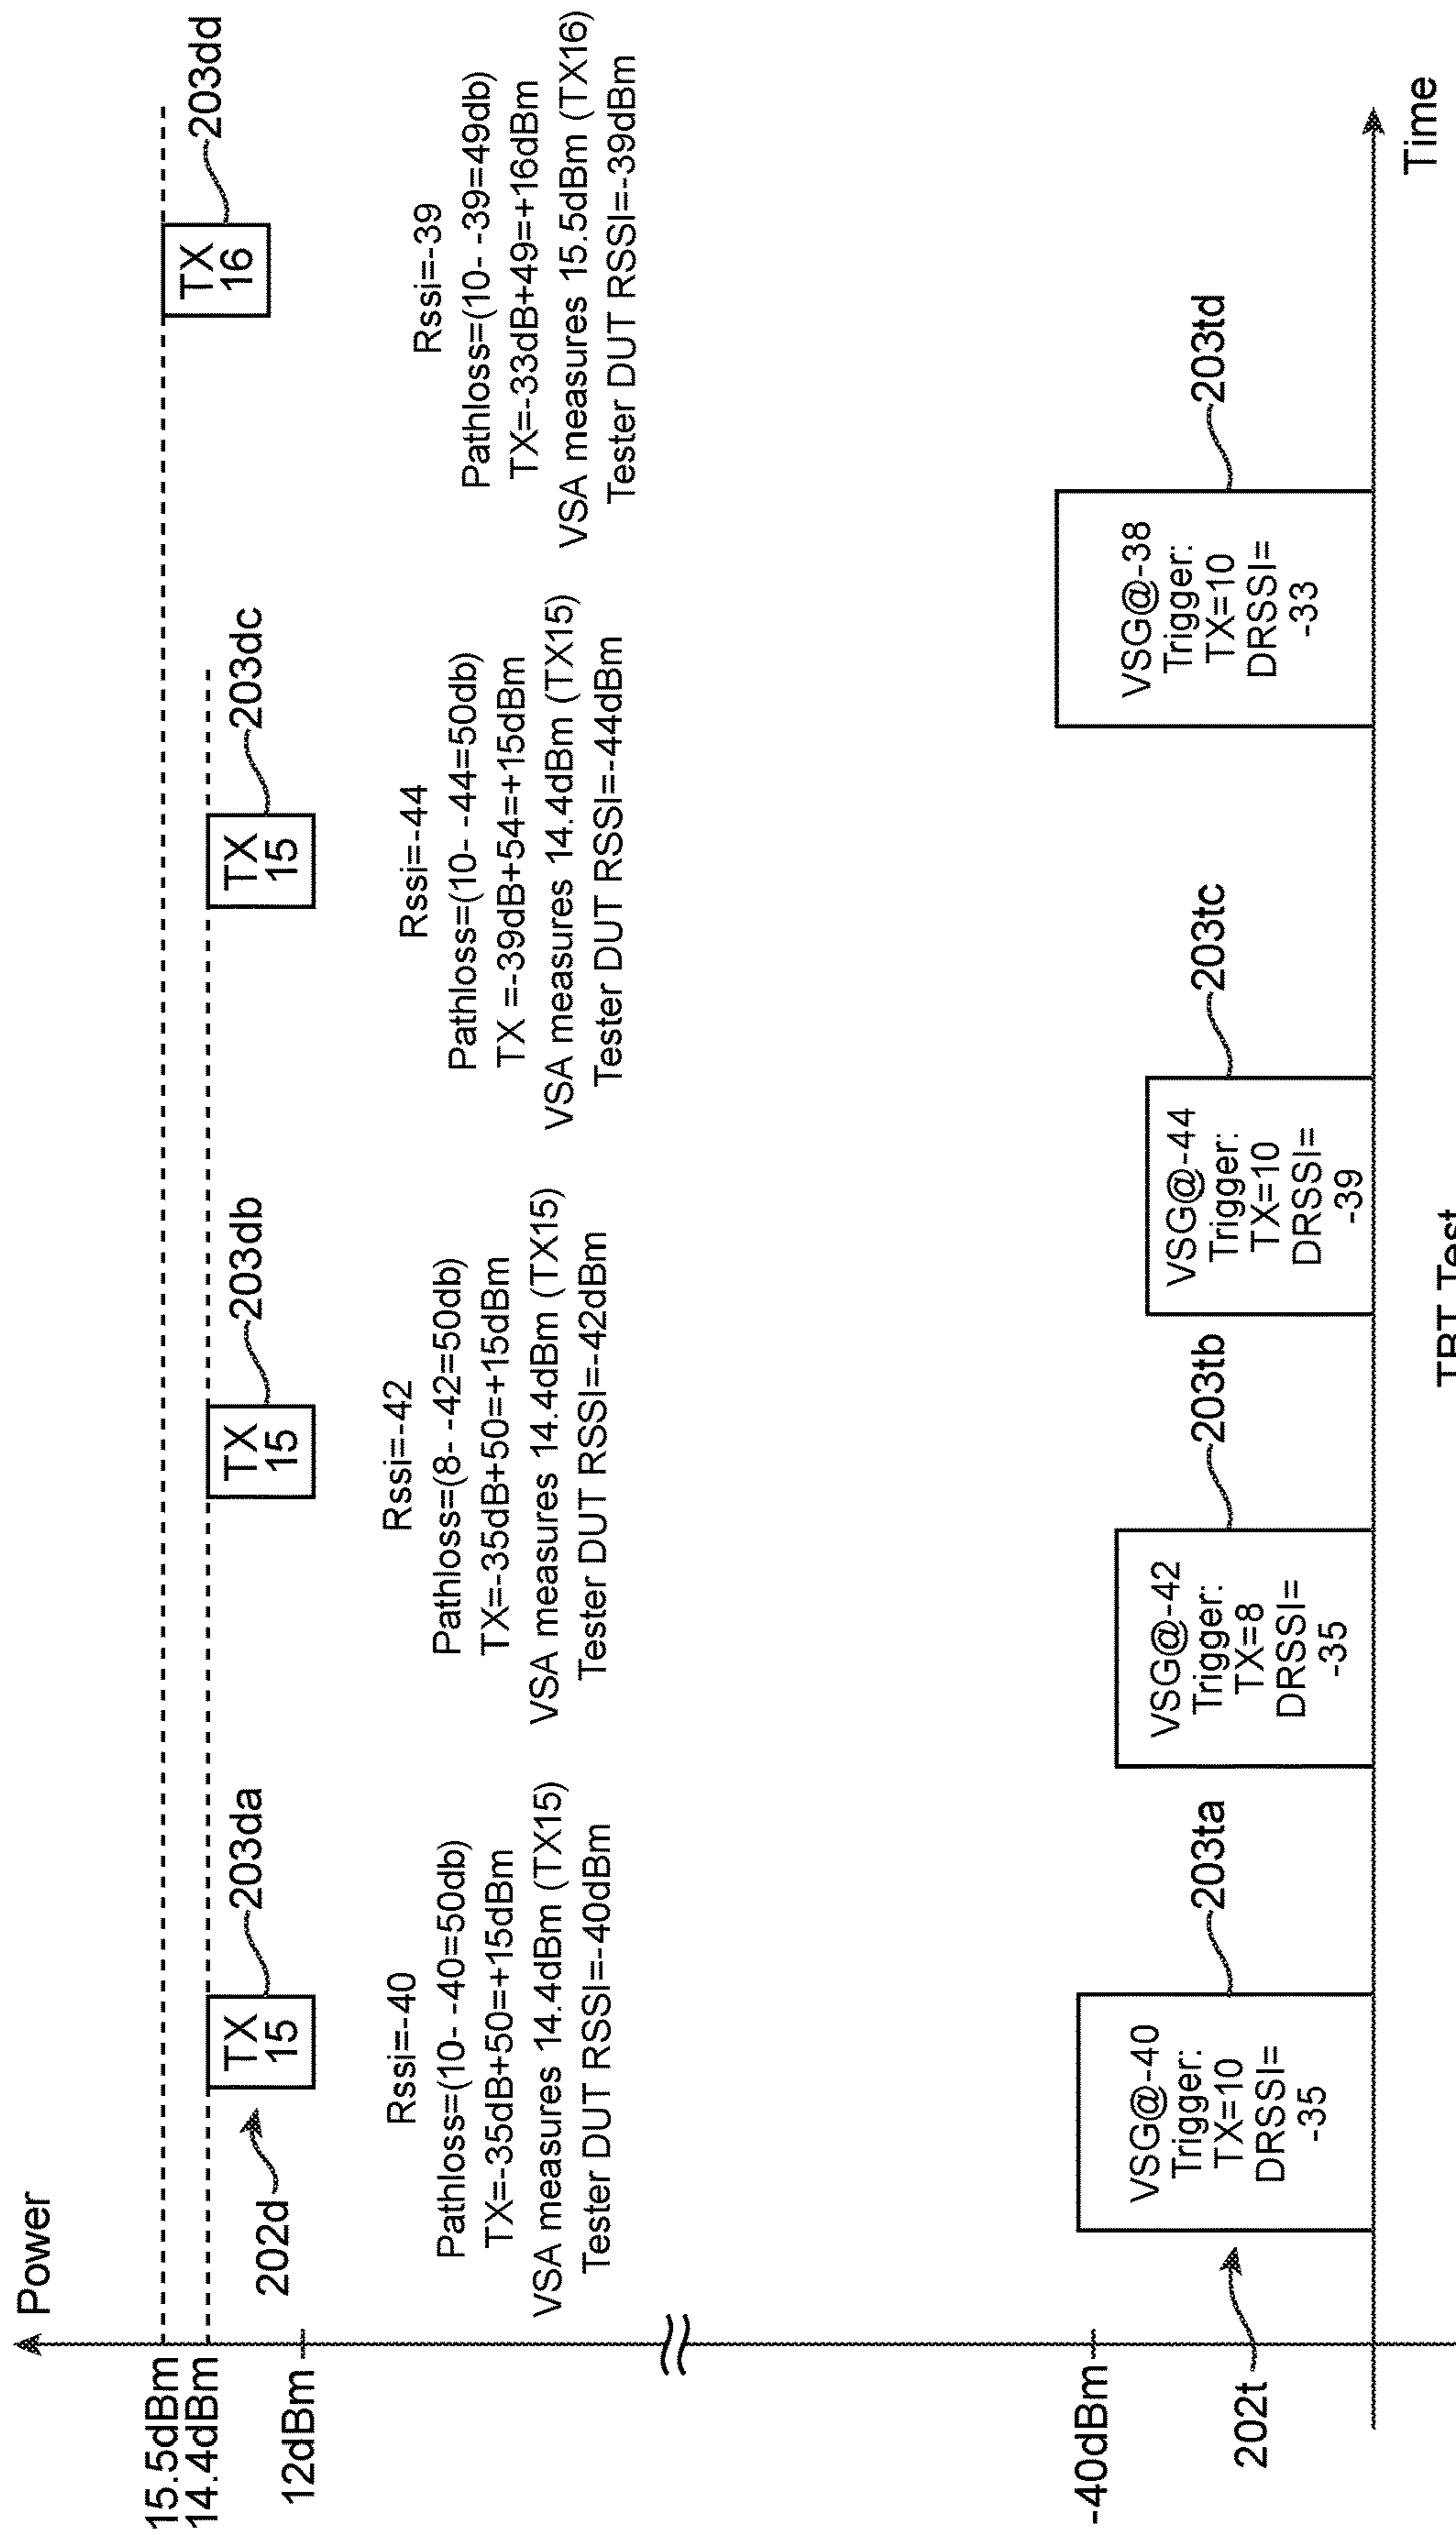 Power
15.5dBm
14.4dBm
12dBm
-40dBm
202d
TX
15
203da
TX
15
203db
TX
15
203dc
TX
16
203dd
Rssi=-40
Pathloss=(10- -40=50db)
TX=-35dB+50=+15dBm
VSA measures 14.4dBm (TX15)
Tester DUT RSSI=-40dBm
Rssi=-42
Pathloss=(8- -42=50db)
TX=-35dB+50=+15dBm
VSA measures 14.4dBm (TX15)
Tester DUT RSSI=-42dBm
Rssi=-44
Pathloss=(10- -44=50db)
TX =-39dB+54=+15dBm
VSA measures 14.4dBm (TX15)
Tester DUT RSSI=-44dBm
Rssi=-39
Pathloss=(10- -39=49db)
TX=-33dB+49=+16dBm
VSA measures 15.5dBm (TX16)
Tester DUT RSSI=-39dBm
202t
VSG@-40
Trigger:
TX=10
DRSSI=
-35
203ta
VSG@-42
Trigger:
TX=8
DRSSI=
-35
203tb
VSG@-44
Trigger:
TX=10
DRSSI=
-39
203tc
VSG@-38
Trigger:
TX=10
DRSSI=
-33
203td
Time
Test